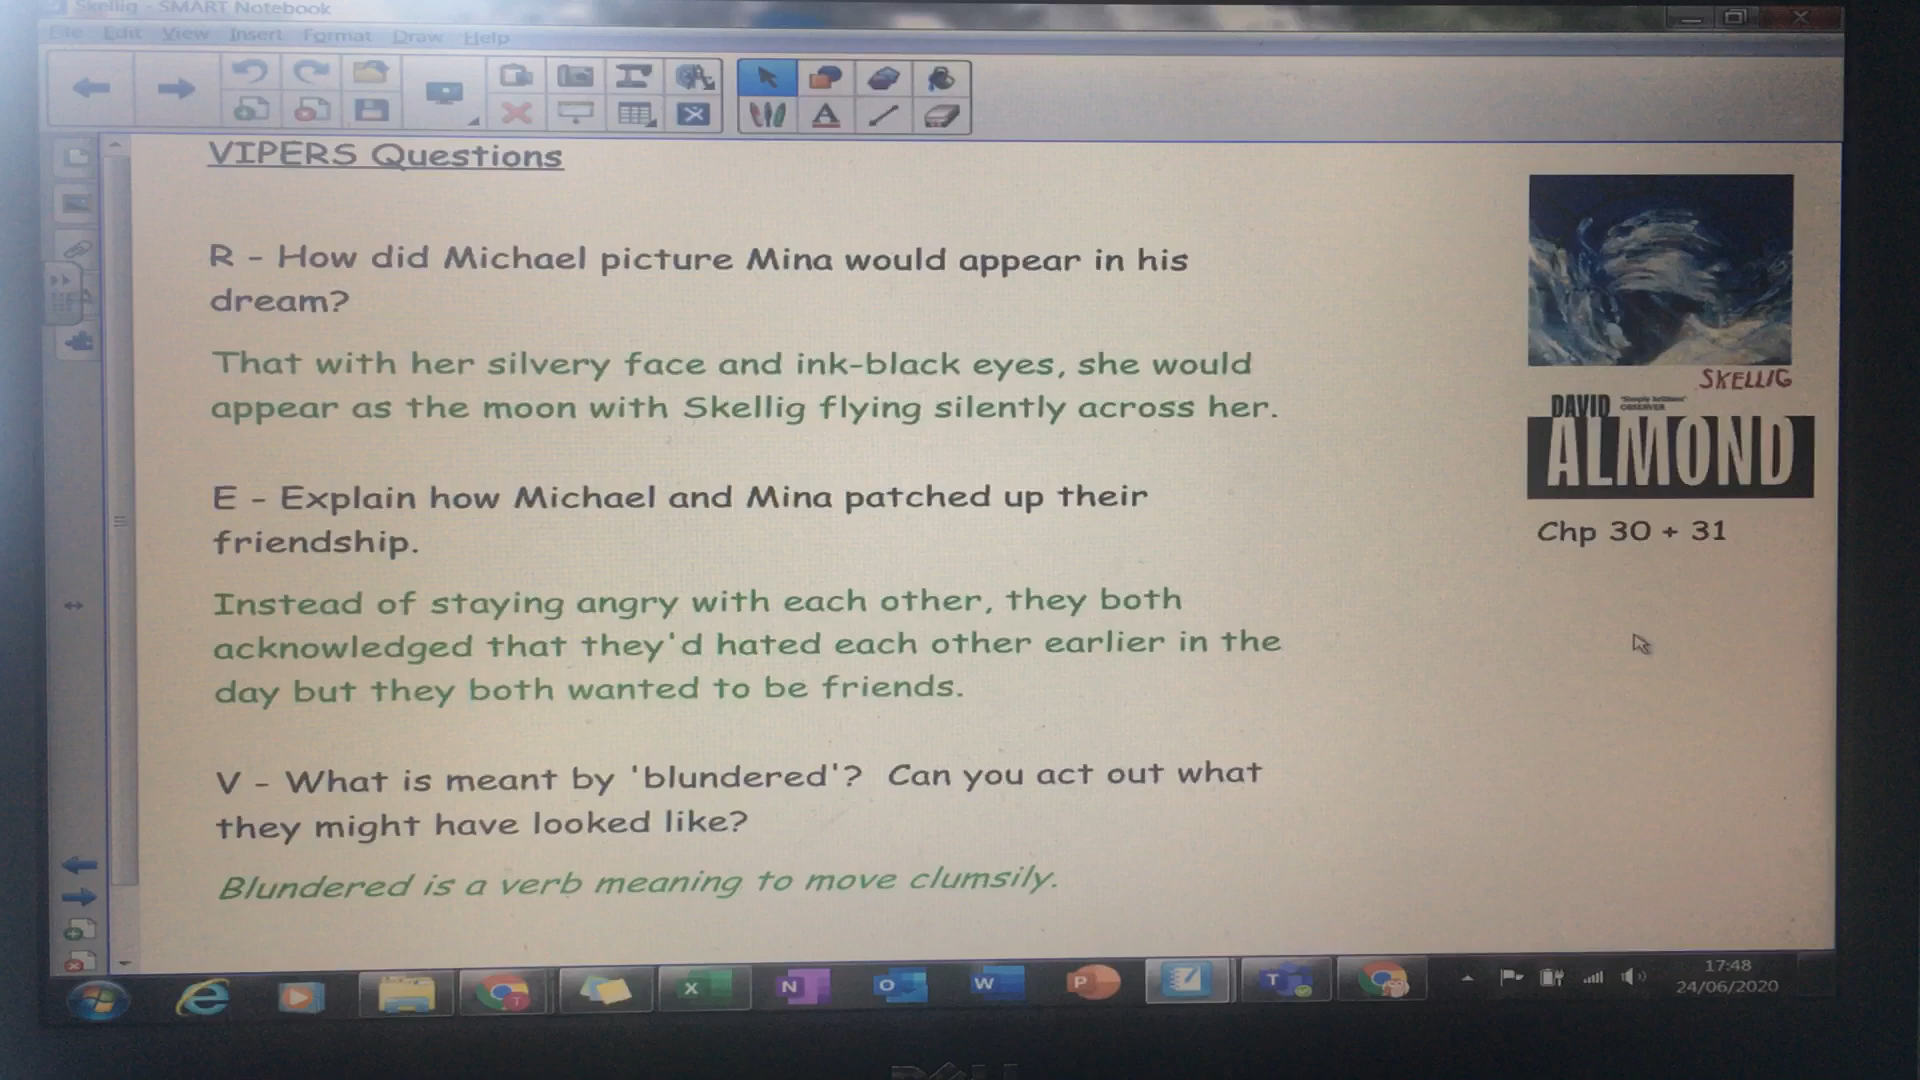 Skellig - SMART Notebook
File Edit View Insert Format Draw Help
VIPERS Questions
R - How did Michael picture Mina would appear in his
dream?
That with her silvery face and ink-black eyes, she would
appear as the moon with Skellig flying silently across her.
E - Explain how Michael and Mina patched up their
friendship.
Instead of staying angry with each other, they both
acknowledged that they'd hated each other earlier in the
day but they both wanted to be friends.
V - What is meant by 'blundered'? Can you act out what
they might have looked like?
Blundered is a verb meaning to move clumsily.
SKELLIG
DAVID
"Simply brilliant"
OBSERVER
ALMOND
Chp 30 + 31
17:48
24/06/2020
DELL